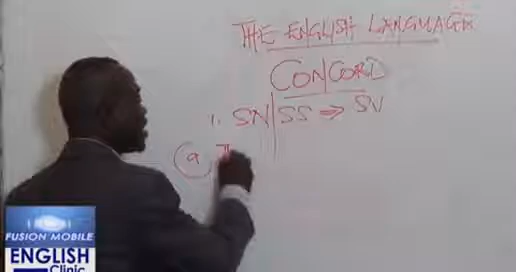 THE ENGLISH LANGUAGE
CONCORD
1. SN/SS ⇒ SV
a
FUSION MOBILE
ENGLISH
Clinic